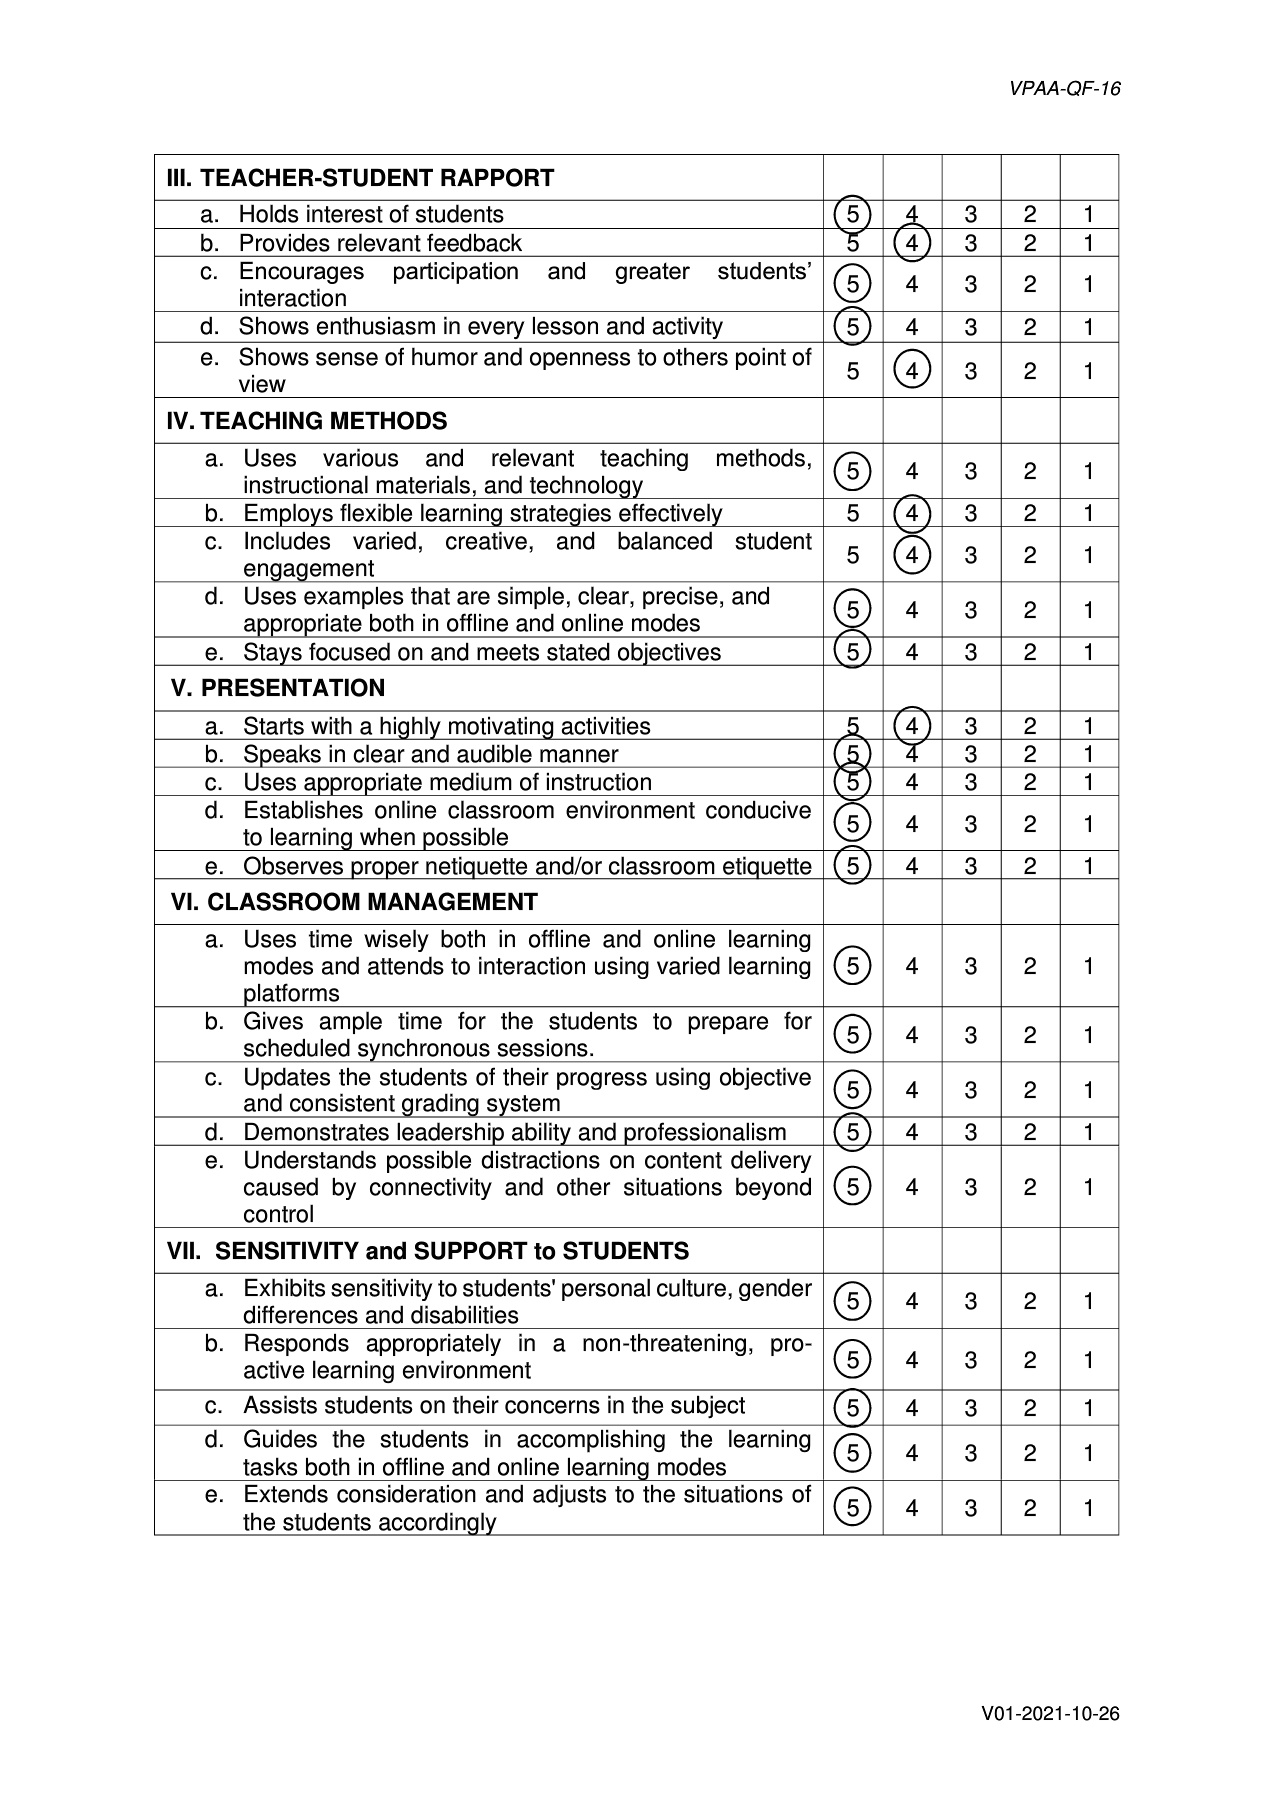 VPAA-QF-16
III. TEACHER-STUDENT RAPPORT
a. Holds interest of students 5 4 3 2 1
b. Provides relevant feedback 5 4 3 2 1
c. Encourages participation and greater students’
interaction 5 4 3 2 1
d. Shows enthusiasm in every lesson and activity 5 4 3 2 1
e. Shows sense of humor and openness to others point of
view 5 4 3 2 1
IV. TEACHING METHODS
a. Uses various and relevant teaching methods,
instructional materials, and technology 5 4 3 2 1
b. Employs flexible learning strategies effectively 5 4 3 2 1
c. Includes varied, creative, and balanced student
engagement 5 4 3 2 1
d. Uses examples that are simple, clear, precise, and
appropriate both in offline and online modes 5 4 3 2 1
e. Stays focused on and meets stated objectives 5 4 3 2 1
V. PRESENTATION
a. Starts with a highly motivating activities 5 4 3 2 1
b. Speaks in clear and audible manner 5 4 3 2 1
c. Uses appropriate medium of instruction 5 4 3 2 1
d. Establishes online classroom environment conducive
to learning when possible 5 4 3 2 1
e. Observes proper netiquette and/or classroom etiquette 5 4 3 2 1
VI. CLASSROOM MANAGEMENT
a. Uses time wisely both in offline and online learning
modes and attends to interaction using varied learning
platforms 5 4 3 2 1
b. Gives ample time for the students to prepare for
scheduled synchronous sessions. 5 4 3 2 1
c. Updates the students of their progress using objective
and consistent grading system 5 4 3 2 1
d. Demonstrates leadership ability and professionalism 5 4 3 2 1
e. Understands possible distractions on content delivery
caused by connectivity and other situations beyond
control 5 4 3 2 1
VII. SENSITIVITY and SUPPORT to STUDENTS
a. Exhibits sensitivity to students' personal culture, gender
differences and disabilities 5 4 3 2 1
b. Responds appropriately in a non-threatening, pro-
active learning environment 5 4 3 2 1
c. Assists students on their concerns in the subject 5 4 3 2 1
d. Guides the students in accomplishing the learning
tasks both in offline and online learning modes 5 4 3 2 1
e. Extends consideration and adjusts to the situations of
the students accordingly 5 4 3 2 1
V01-2021-10-26